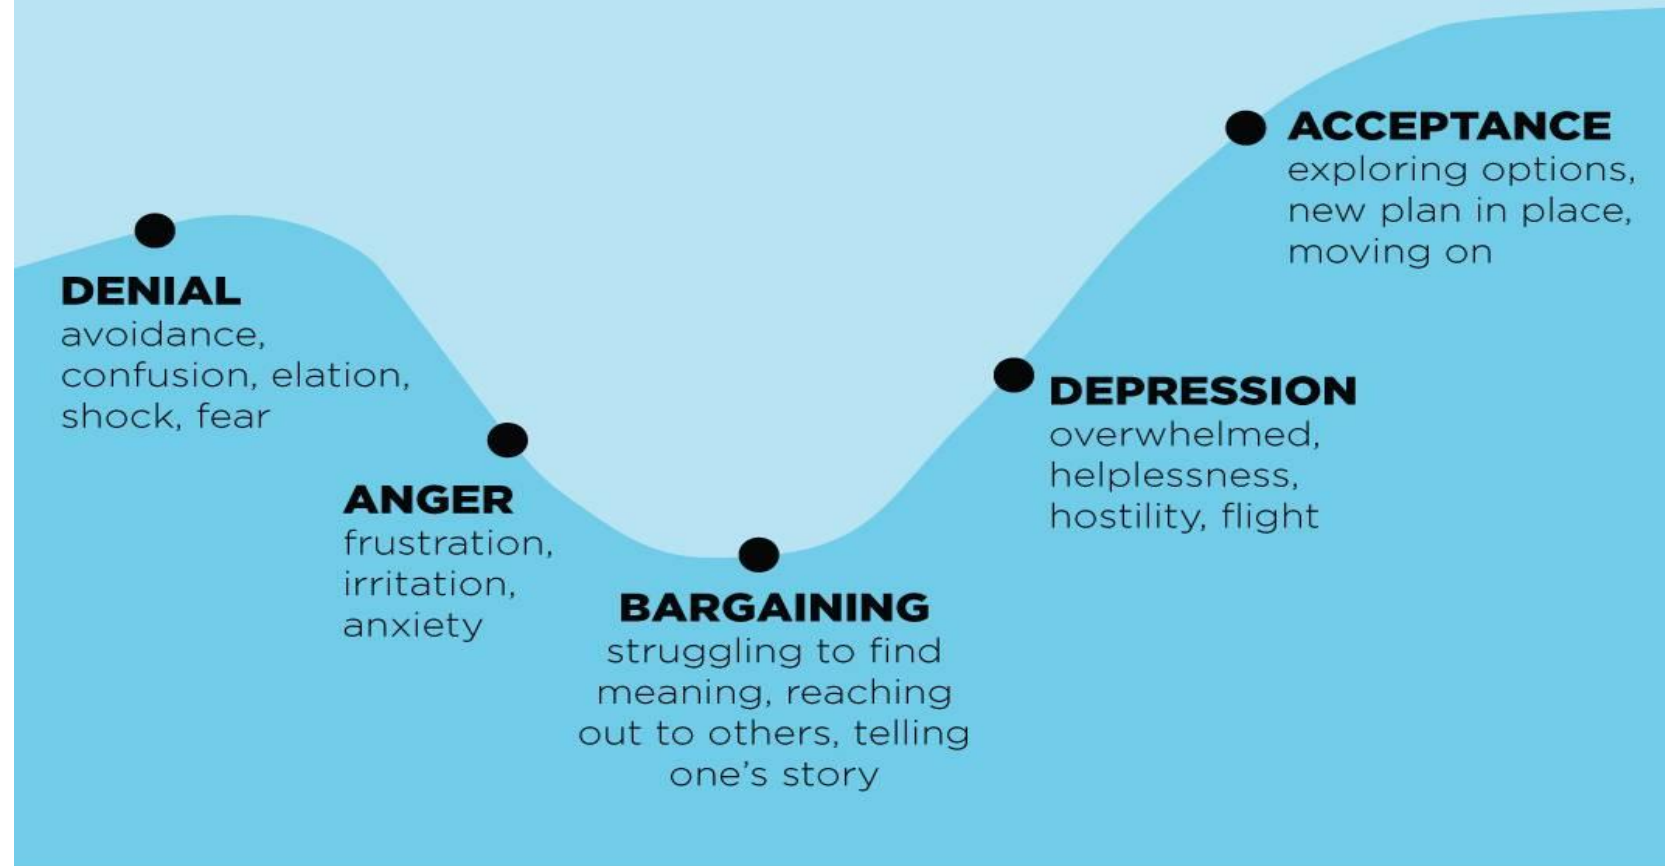 DENIAL
avoidance,
confusion, elation,
shock, fear
ANGER
frustration,
irritation,
anxiety
BARGAINING
struggling to find
meaning, reaching
out to others, telling
one’s story
DEPRESSION
overwhelmed,
helplessness,
hostility, flight
ACCEPTANCE
exploring options,
new plan in place,
moving on